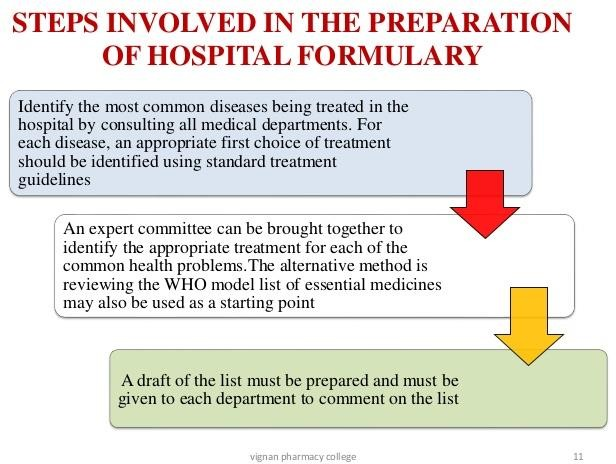 STEPS INVOLVED IN THE PREPARATION
OF HOSPITAL FORMULARY
Identify the most common diseases being treated in the
hospital by consulting all medical departments. For
each disease, an appropriate first choice of treatment
should be identified using standard treatment
guidelines
An expert committee can be brought together to
identify the appropriate treatment for each of the
common health problems.The alternative method is
reviewing the WHO model list of essential medicines
may also be used as a starting point
A draft of the list must be prepared and must be
given to each department to comment on the list
vignan pharmacy college
11